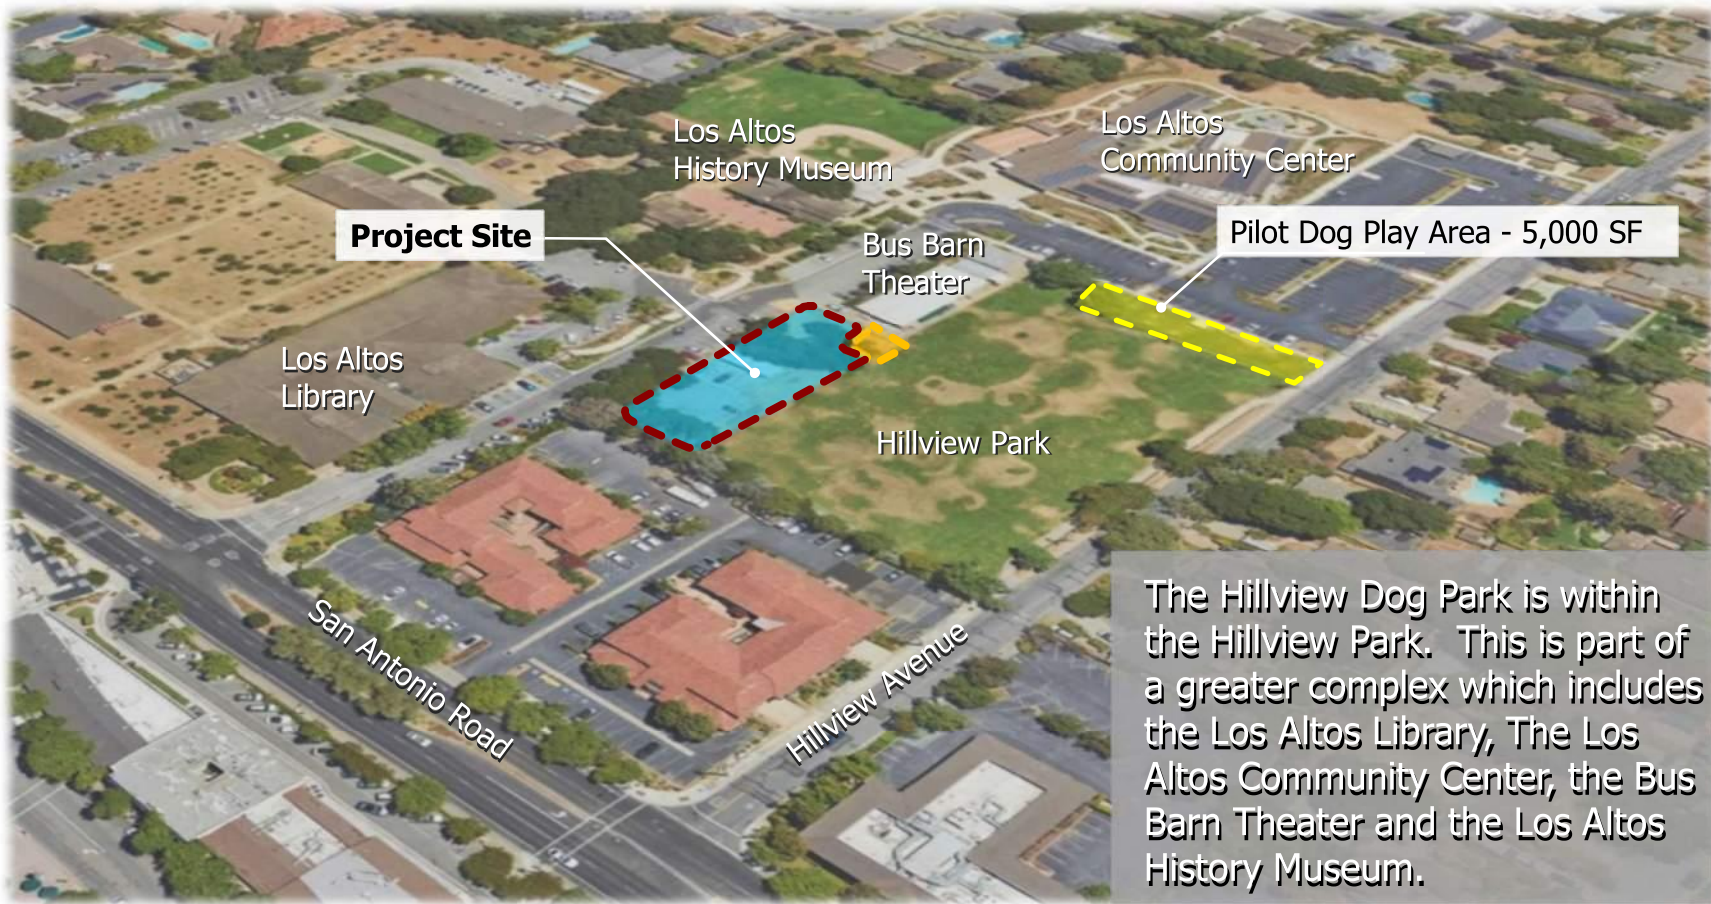 Los Altos
History Museum
Los Altos
Community Center
Project Site
Bus Barn
Theater
Pilot Dog Play Area - 5,000 SF
Los Altos
Library
Hillview Park
San Antonio Road
Hillview Avenue
The Hillview Dog Park is within
the Hillview Park.  This is part of
a greater complex which includes
the Los Altos Library, The Los
Altos Community Center, the Bus
Barn Theater and the Los Altos
History Museum.